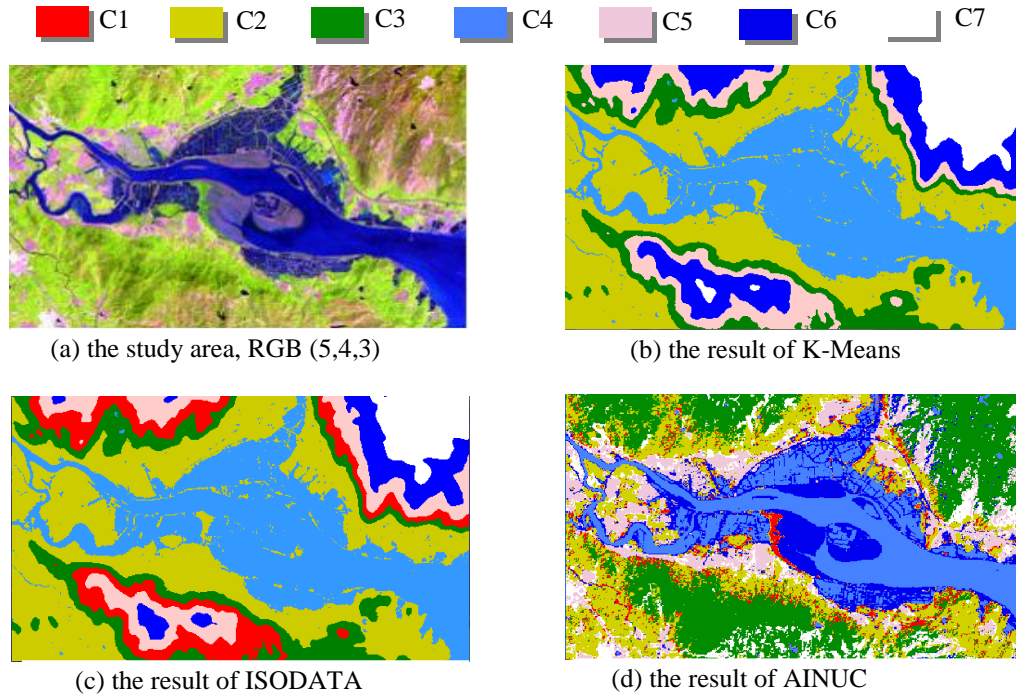 C1 C2 C3 C4 C5 C6 C7
(a) the study area, RGB (5,4,3)
(b) the result of K-Means
(c) the result of ISODATA
(d) the result of AINUC